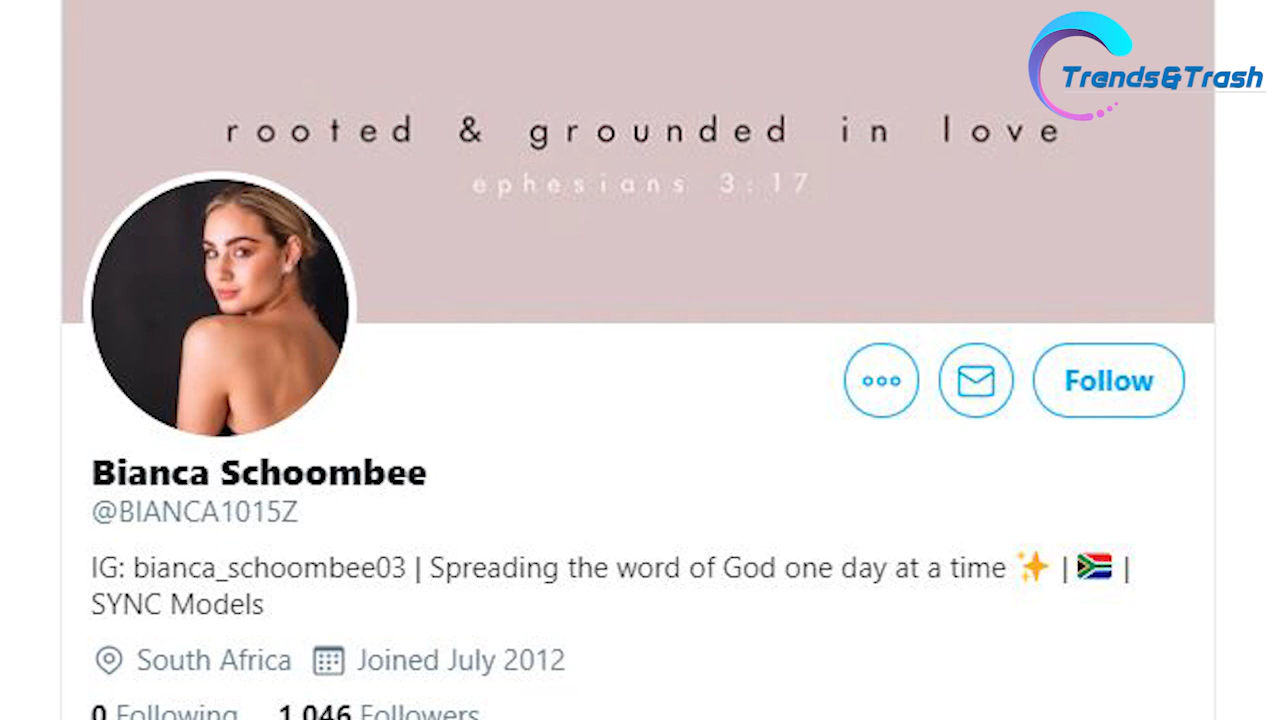 Trends&Trash
rooted & grounded in love
ephesians 3:17
Follow
Bianca Schoombee
@BIANCA1015Z
IG: bianca_schoombee03 | Spreading the word of God one day at a time ✨ | 🇿🇦 |
SYNC Models
South Africa Joined July 2012
0 Following 1,046 Followers